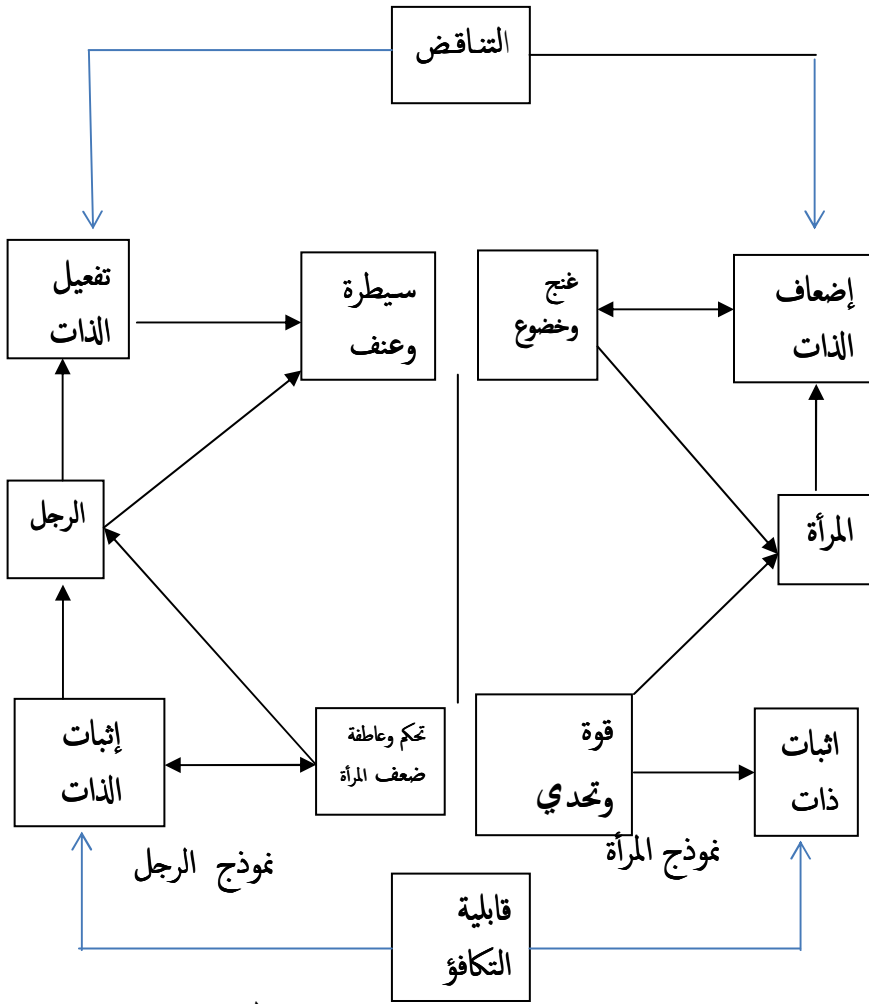 التناقض
إضعاف
الذات
غنج
وخضوع
سيطرة
وعنف
تفعيل
الذات
المرأة
الرجل
اثبات
ذات
قوة
وتحدي
تحكم وعاطفة
ضعف المرأة
إثبات
الذات
نموذج المرأة
نموذج الرجل
قابلية
التكافؤ